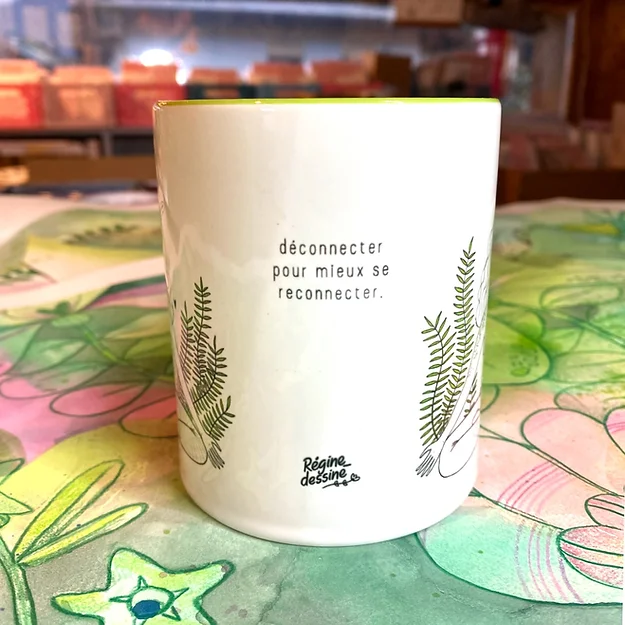 déconnecter
pour mieux se
reconnecter.
Régine
dessine